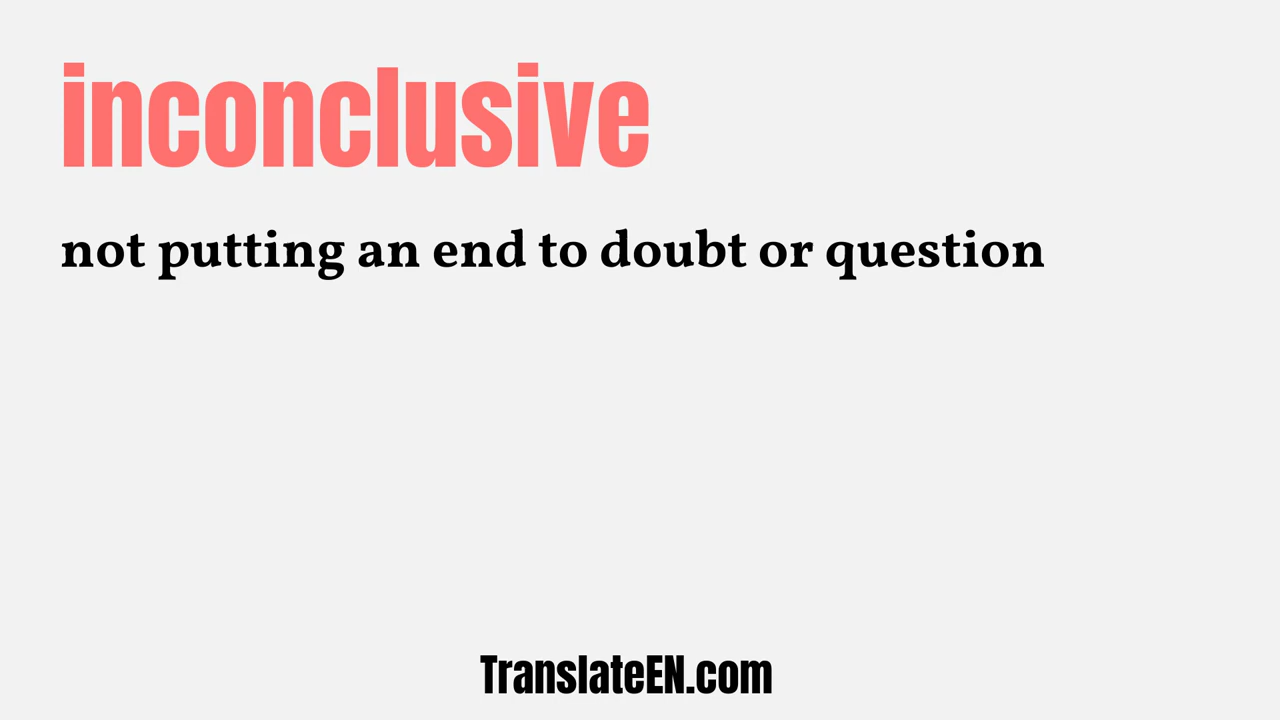 inconclusive
not putting an end to doubt or question
TranslateEN.com